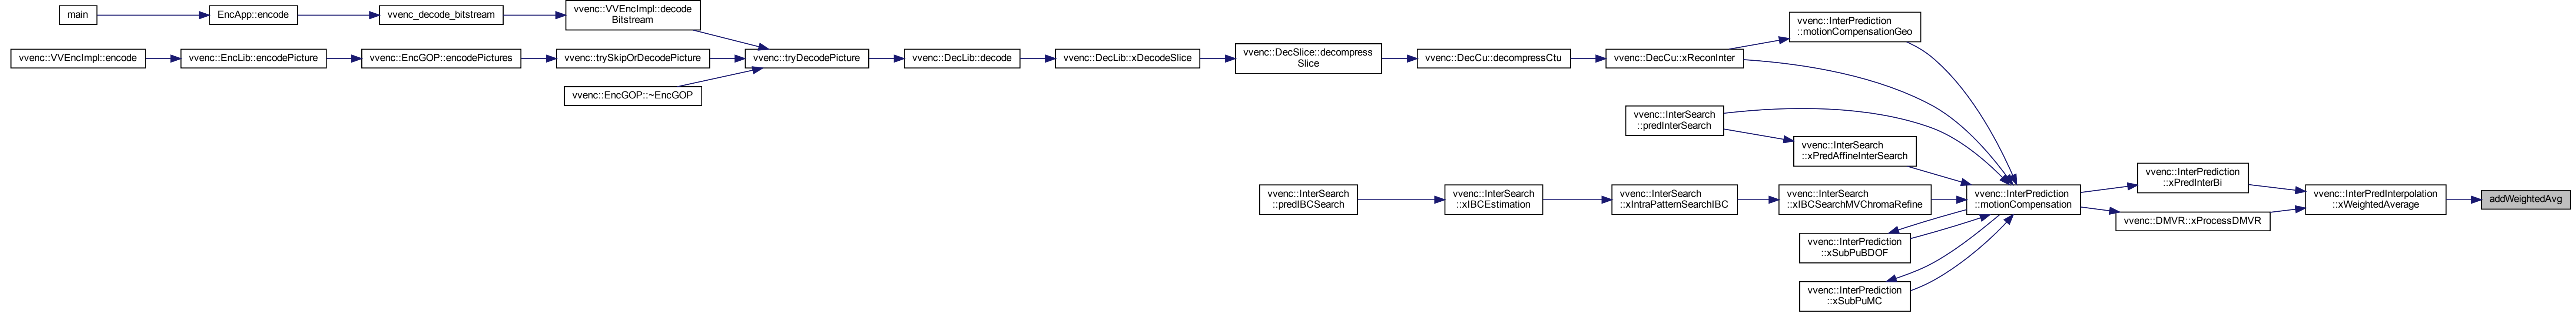 main
EncApp::encode
vvenc_decode_bitstream
vvenc::VVEncImpl::decode
Bitstream
vvenc::VVEncImpl::encode
vvenc::EncLib::encodePicture
vvenc::EncGOP::encodePictures
vvenc::trySkipOrDecodePicture
vvenc::tryDecodePicture
vvenc::EncGOP::~EncGOP
vvenc::DecLib::decode
vvenc::DecLib::xDecodeSlice
vvenc::DecSlice::decompress
Slice
vvenc::DecCu::decompressCtu
vvenc::DecCu::xReconInter
vvenc::InterPrediction
::motionCompensationGeo
vvenc::InterSearch
::predInterSearch
vvenc::InterSearch
::xPredAffineInterSearch
vvenc::InterSearch
::predIBCSearch
vvenc::InterSearch
::xIBCEstimation
vvenc::InterSearch
::xIntraPatternSearchIBC
vvenc::InterSearch
::xIBCSearchMVChromaRefine
vvenc::InterPrediction
::xSubPuBDOF
vvenc::InterPrediction
::xSubPuMC
vvenc::InterPrediction
::motionCompensation
vvenc::InterPrediction
::xPredInterBi
vvenc::DMVR::xProcessDMVR
vvenc::InterPredInterpolation
::xWeightedAverage
addWeightedAvg